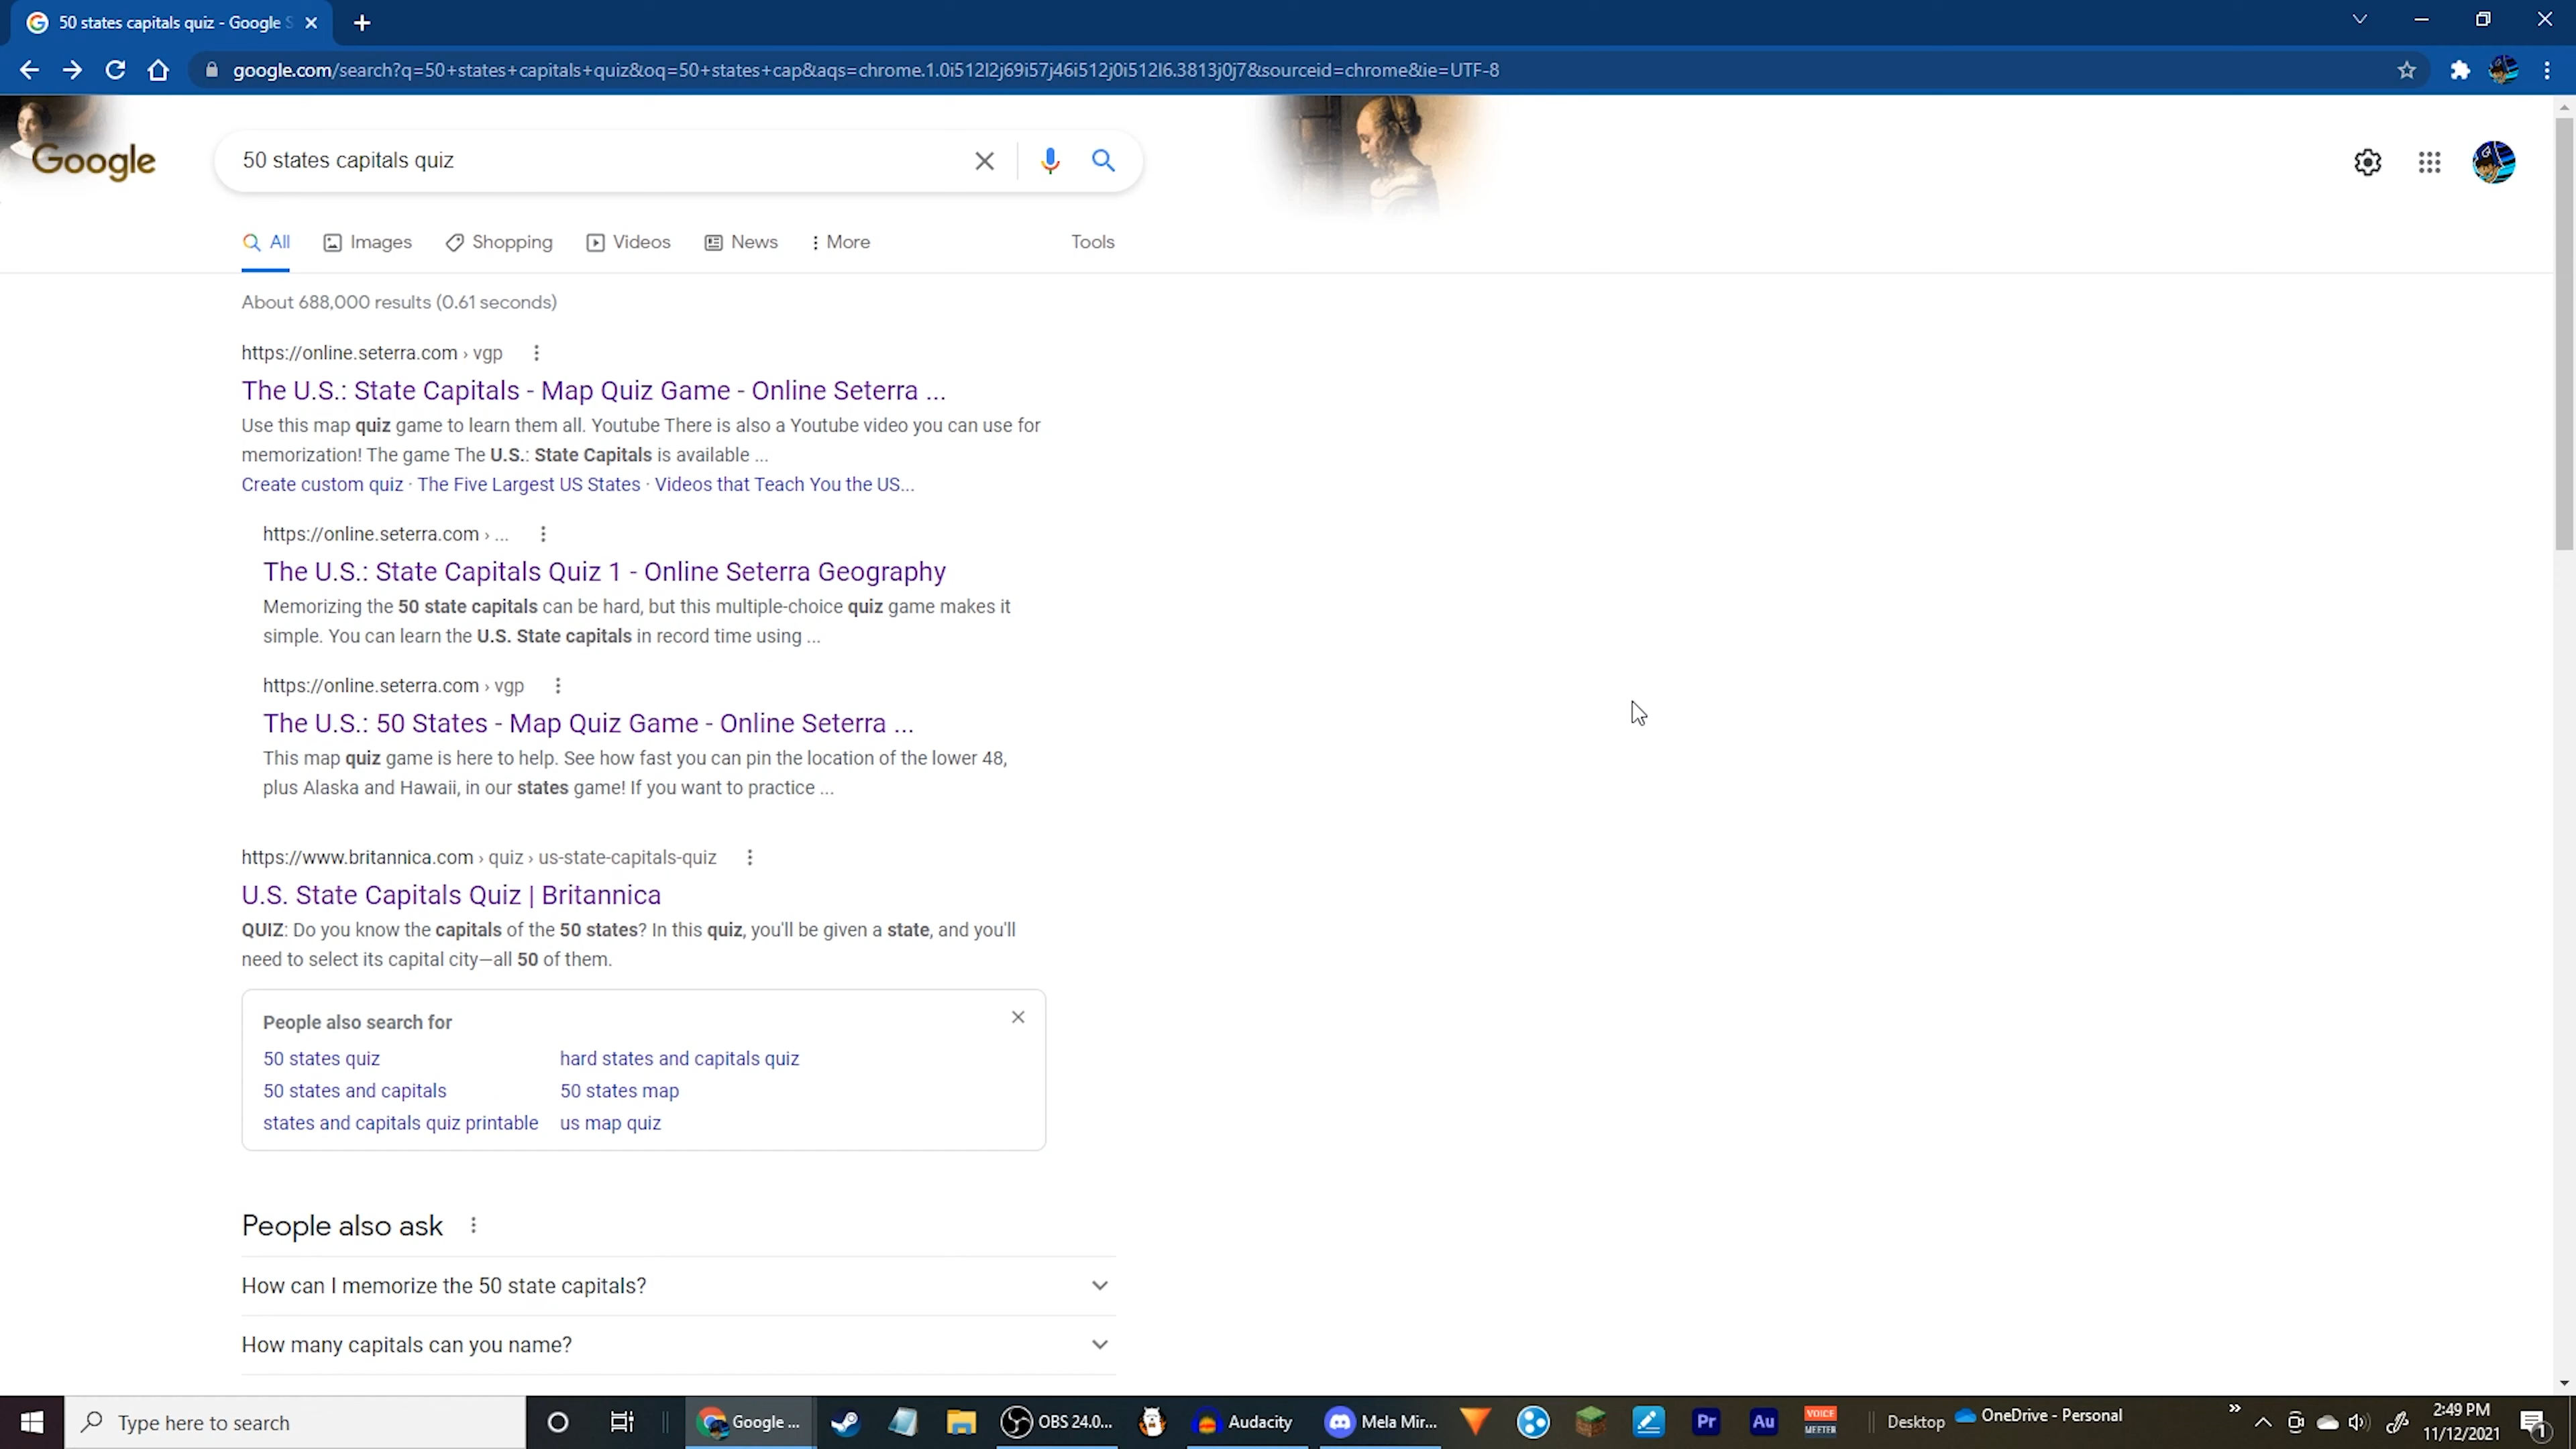 50 states capitals quiz - Google S
google.com/search?q=50+states+capitals+quiz&oq=50+states+cap&aqs=chrome.1.0i512l2j69i57j46i512j0i512l6.3813j0j7&sourceid=chrome&ie=UTF-8
Google
50 states capitals quiz
All Images Shopping Videos News More Tools
About 688,000 results (0.61 seconds)
https://online.seterra.com › vgp
The U.S.: State Capitals - Map Quiz Game - Online Seterra ...
Use this map quiz game to learn them all. Youtube There is also a Youtube video you can use for
memorization! The game The U.S.: State Capitals is available ...
Create custom quiz · The Five Largest US States · Videos that Teach You the US...
https://online.seterra.com › ...
The U.S.: State Capitals Quiz 1 - Online Seterra Geography
Memorizing the 50 state capitals can be hard, but this multiple-choice quiz game makes it
simple. You can learn the U.S. State capitals in record time using ...
https://online.seterra.com › vgp
The U.S.: 50 States - Map Quiz Game - Online Seterra ...
This map quiz game is here to help. See how fast you can pin the location of the lower 48,
plus Alaska and Hawaii, in our states game! If you want to practice ...
https://www.britannica.com › quiz › us-state-capitals-quiz
U.S. State Capitals Quiz | Britannica
QUIZ: Do you know the capitals of the 50 states? In this quiz, you'll be given a state, and you'll
need to select its capital city—all 50 of them.
People also search for
50 states quiz hard states and capitals quiz
50 states and capitals 50 states map
states and capitals quiz printable us map quiz
People also ask
How can I memorize the 50 state capitals?
How many capitals can you name?
Type here to search Google ... OBS 24.0... Audacity Mela Mir... Pr Au VOICE MEETER Desktop OneDrive - Personal » 2:49 PM
11/12/2021 1